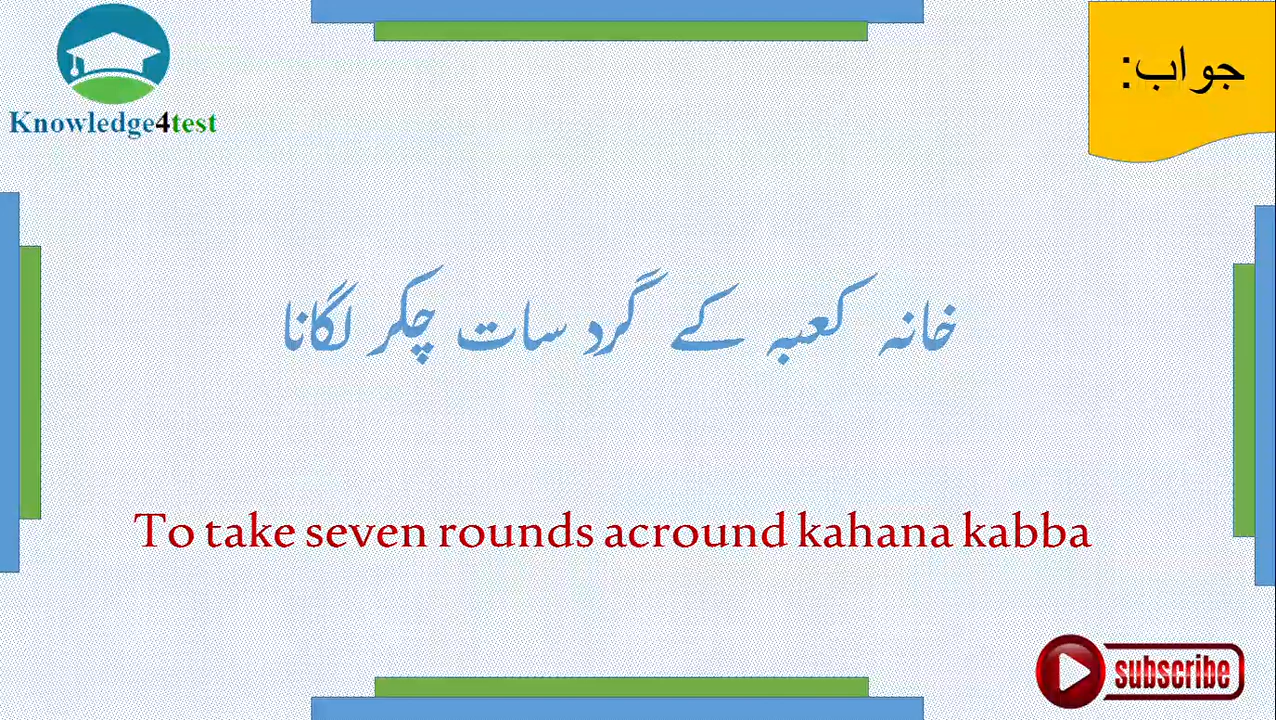 Knowledge4test
جواب:
خانہ کعبہ کے گرد سات چکر لگانا
To take seven rounds acround kahana kabba
subscribe